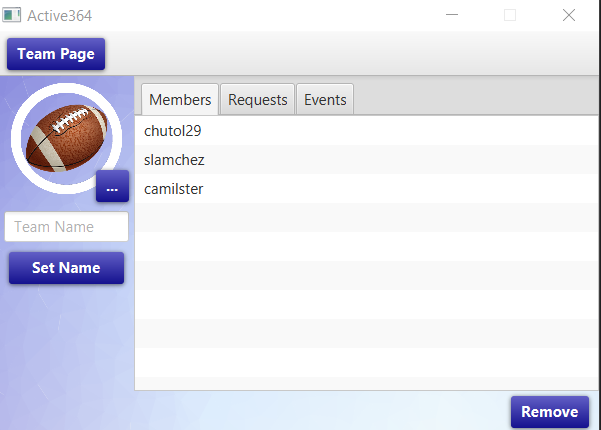 Active364
Team Page
Members Requests Events
chutol29
slamchez
camilster
...
Team Name
Set Name
Remove